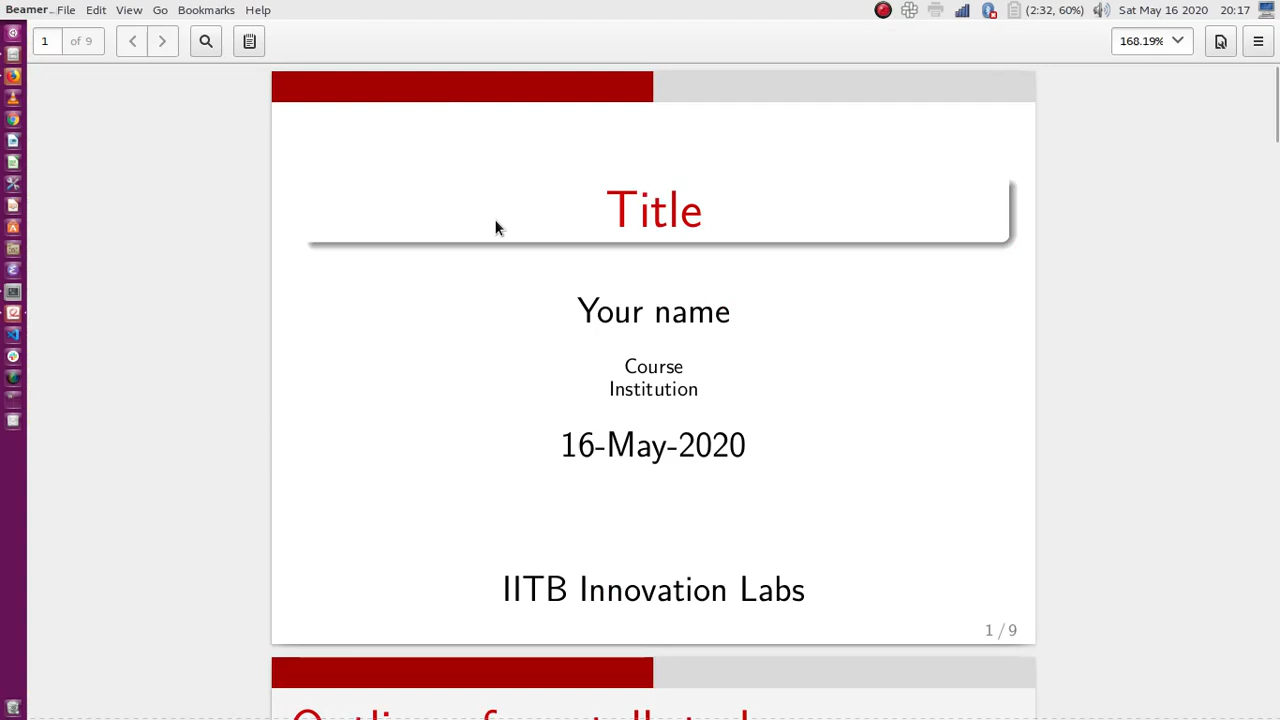 Beamer... File Edit View Go Bookmarks Help (2:32, 60%) Sat May 16 2020 20:17
1 of 9 168.19%
Title
Your name
Course
Institution
16-May-2020
IITB Innovation Labs
1 / 9